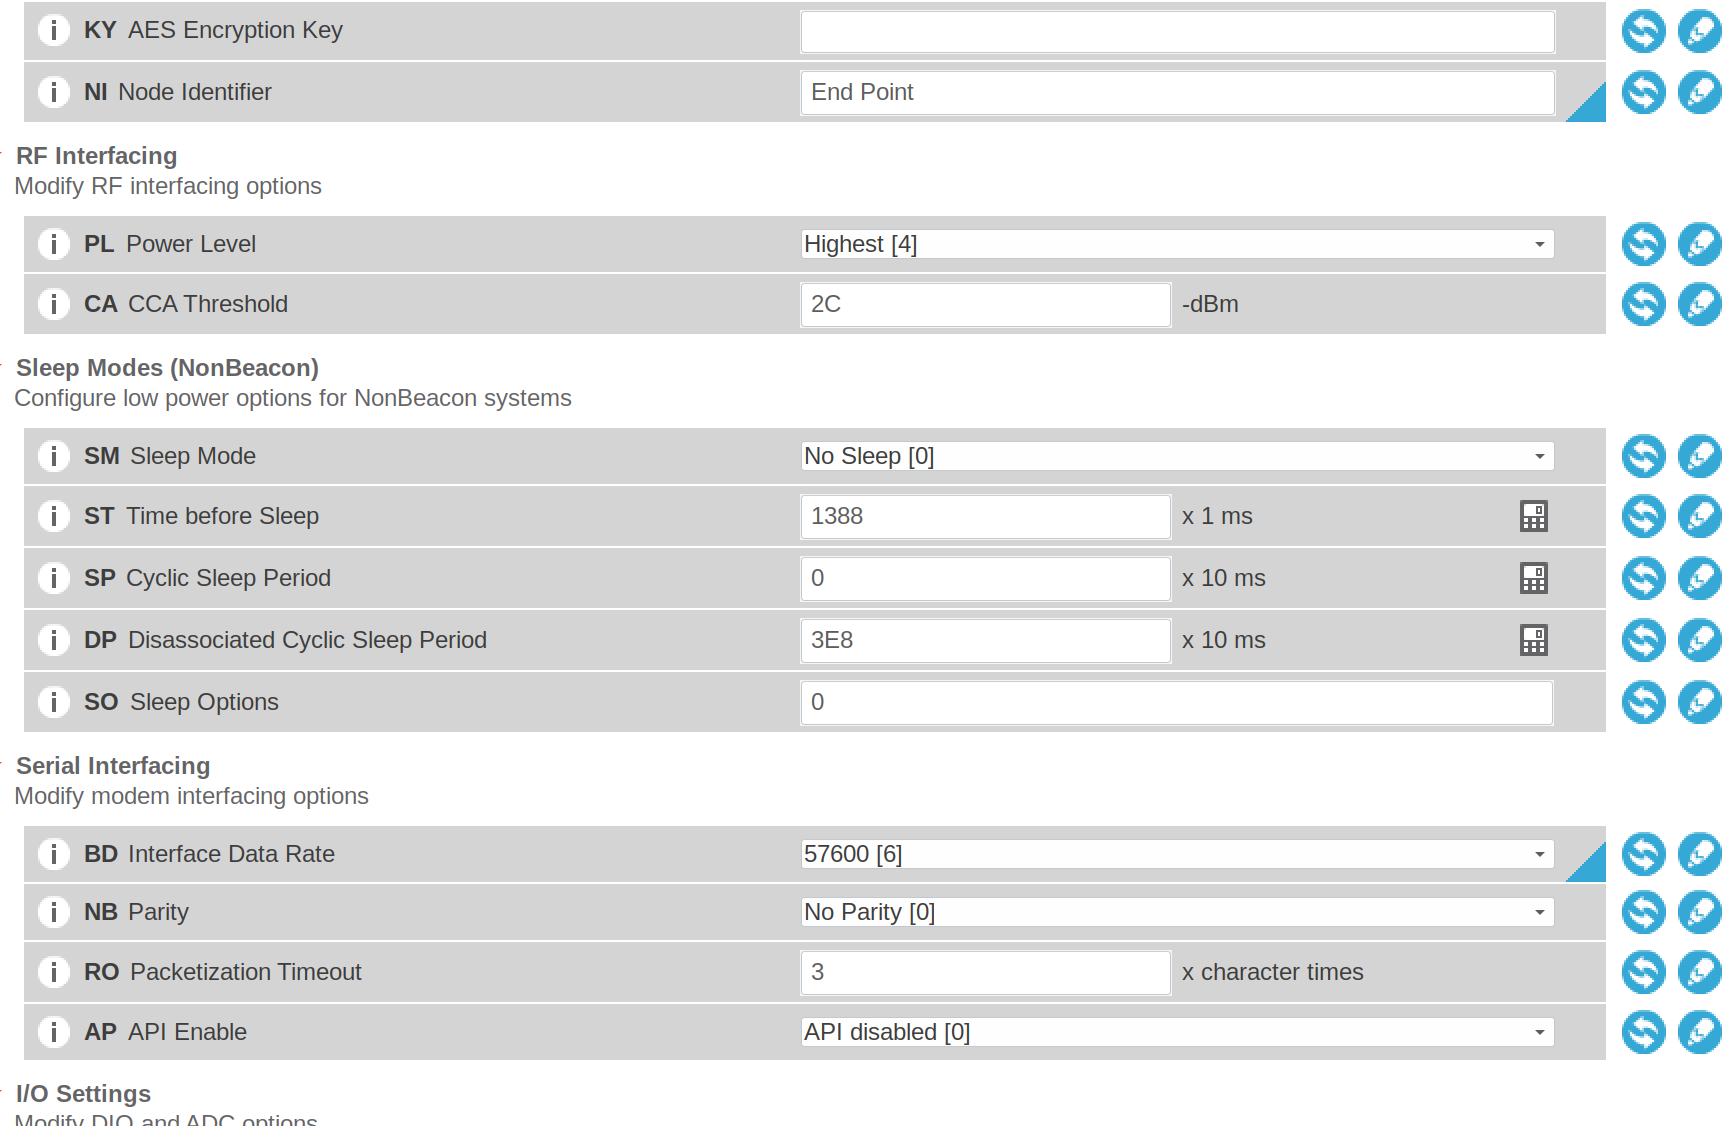 KY AES Encryption Key
NI Node Identifier End Point
RF Interfacing
Modify RF interfacing options
PL Power Level Highest [4]
CA CCA Threshold 2C -dBm
Sleep Modes (NonBeacon)
Configure low power options for NonBeacon systems
SM Sleep Mode No Sleep [0]
ST Time before Sleep 1388 x 1 ms
SP Cyclic Sleep Period 0 x 10 ms
DP Disassociated Cyclic Sleep Period 3E8 x 10 ms
SO Sleep Options 0
Serial Interfacing
Modify modem interfacing options
BD Interface Data Rate 57600 [6]
NB Parity No Parity [0]
RO Packetization Timeout 3 x character times
AP API Enable API disabled [0]
I/O Settings
Modify DIO and ADC options